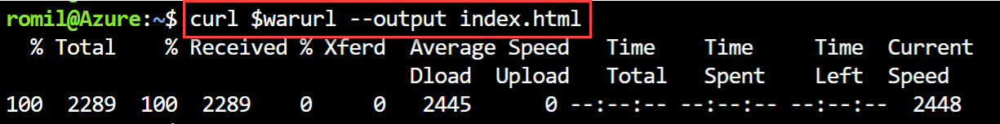 romil@Azure:~$ curl $warurl --output index.html
% Total % Received % Xferd Average Speed Time Time Time Current
Dload Upload Total Spent Left Speed
100 2289 100 2289 0 0 2445 0 --:--:-- --:--:-- --:--:-- 2448